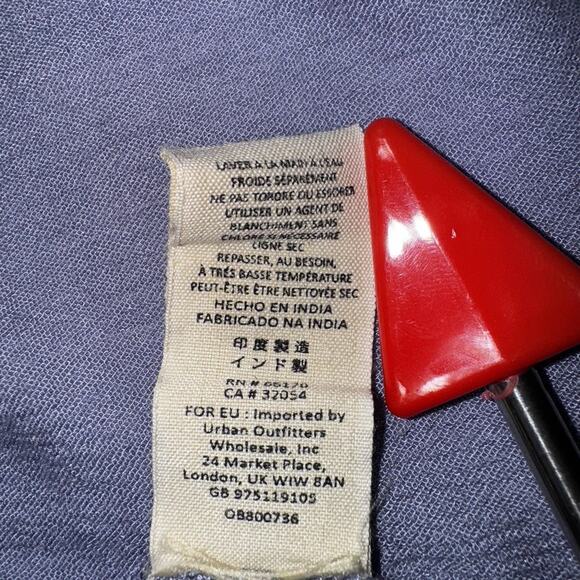 LAVER A LA MAIN À L'EAU
FROIDE SÉPARÉMENT
NE PAS TORDRE OU ESSORER
UTILISER UN AGENT DE
BLANCHIMENT SANS
CHLORE SI NÉCESSAIRE
LIGNE SEC
REPASSER, AU BESOIN,
À TRÈS BASSE TEMPÉRATURE
PEUT-ÊTRE ÊTRE NETTOYÉE SEC
HECHO EN INDIA
FABRICADO NA INDIA
印度製造
インド製
RN # 66170
CA # 32054
FOR EU : Imported by
Urban Outfitters
Wholesale, Inc
24 Market Place,
London, UK WIW 8AN
GB 975119105
OB800736